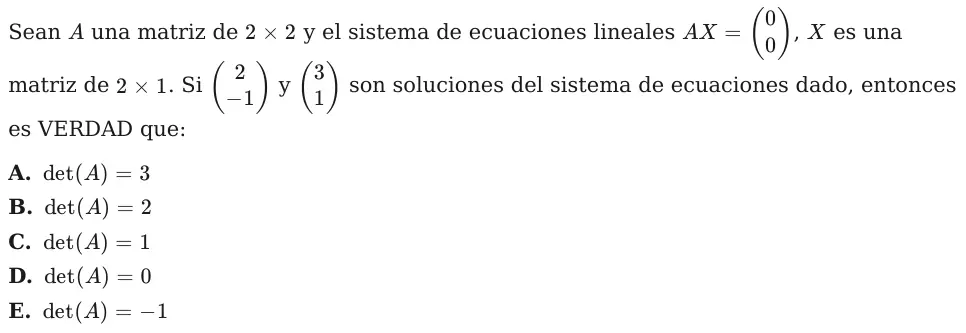 Sean A una matriz de 2 × 2 y el sistema de ecuaciones lineales AX = (0 0), X es una
matriz de 2 × 1. Si (2 −1) y (3 1) son soluciones del sistema de ecuaciones dado, entonces
es VERDAD que:
A. det(A) = 3
B. det(A) = 2
C. det(A) = 1
D. det(A) = 0
E. det(A) = −1